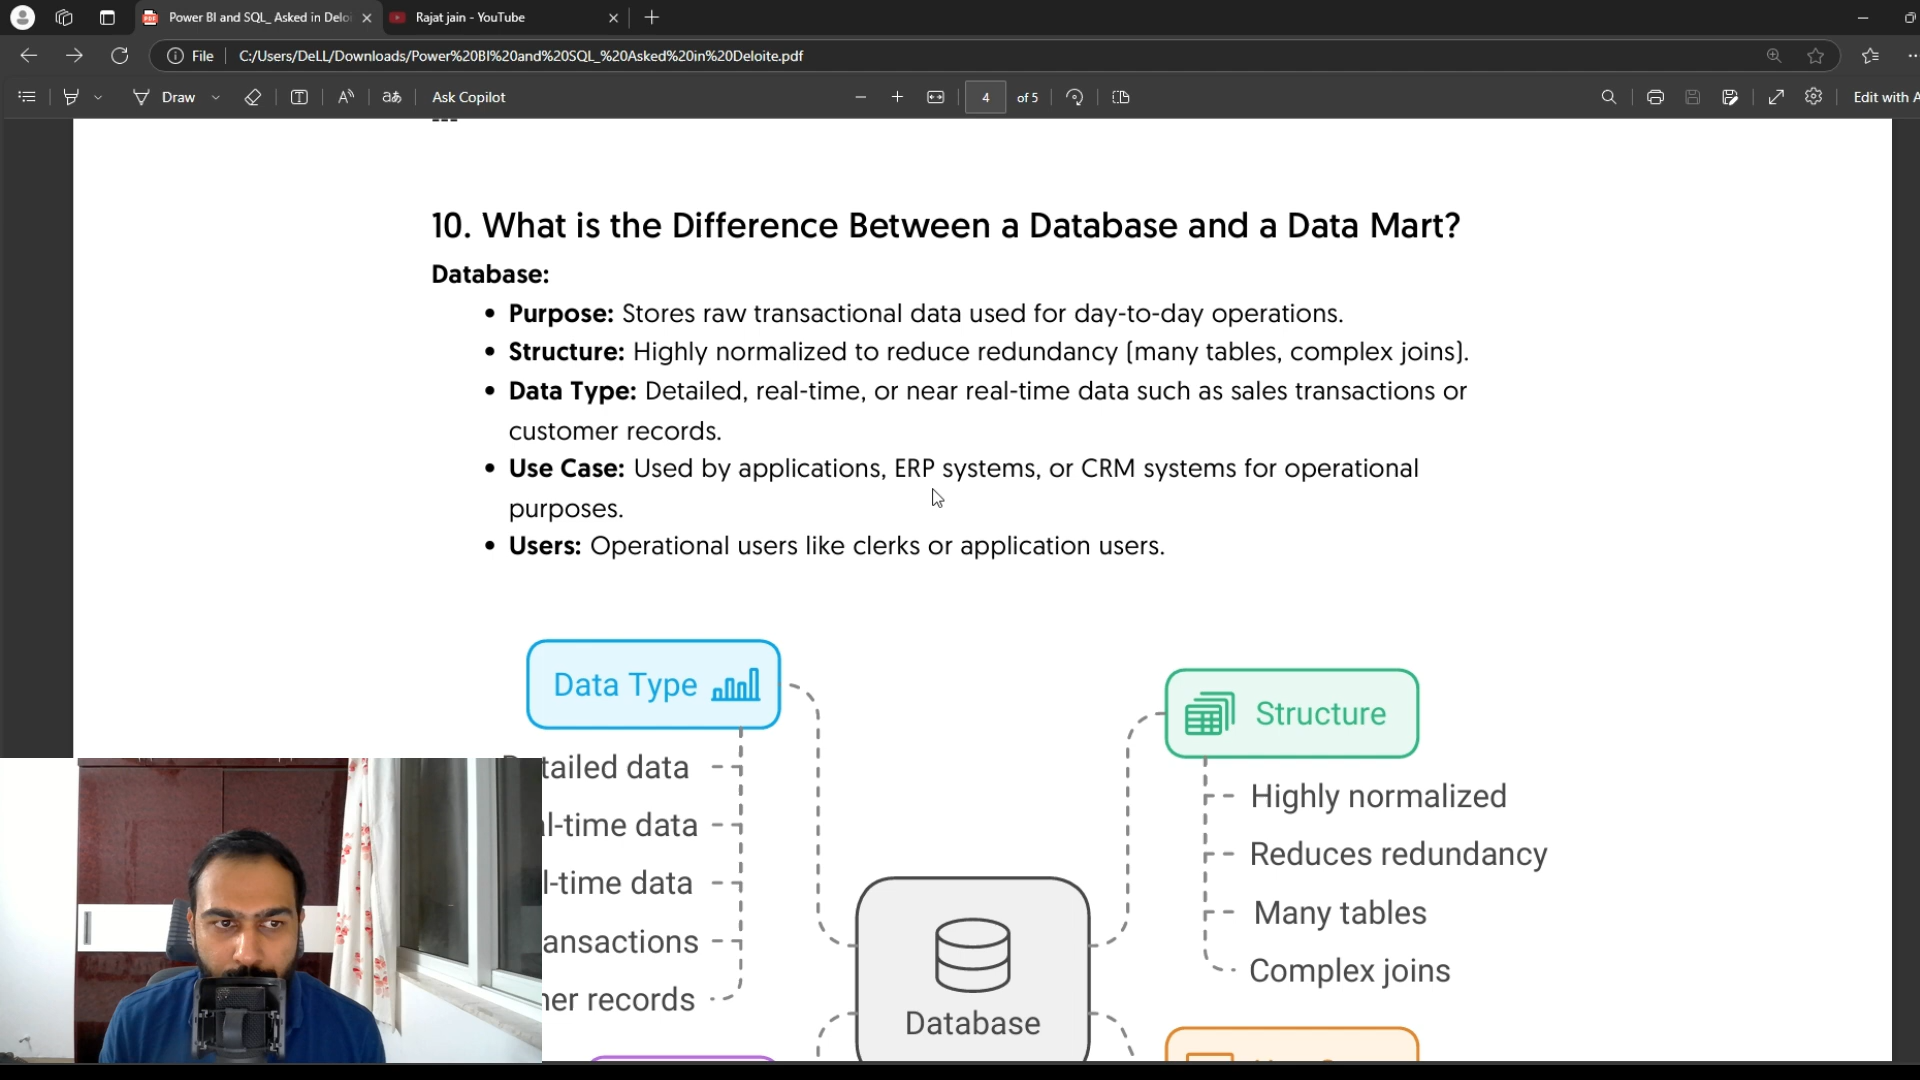 Power BI and SQL_ Asked in Delo
Rajat jain - YouTube
File
C:/Users/DeLL/Downloads/Power%20BI%20and%20SQL_%20Asked%20in%20Deloite.pdf
Draw
Ask Copilot
4
of 5
Edit with A
---
10. What is the Difference Between a Database and a Data Mart?
Database:
• Purpose: Stores raw transactional data used for day-to-day operations.
• Structure: Highly normalized to reduce redundancy (many tables, complex joins).
• Data Type: Detailed, real-time, or near real-time data such as sales transactions or
customer records.
• Use Case: Used by applications, ERP systems, or CRM systems for operational
purposes.
• Users: Operational users like clerks or application users.
Data Type
Structure
Detailed data
Highly normalized
l-time data
Reduces redundancy
l-time data
Many tables
ansactions
Complex joins
er records
Database